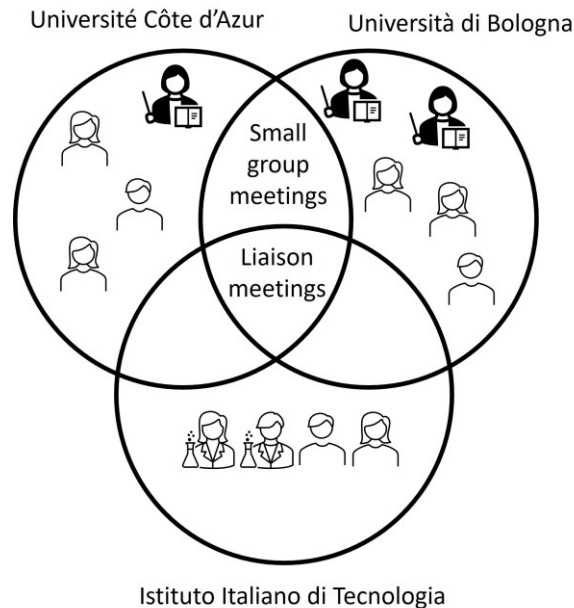 Université Côte d’Azur
Università di Bologna
Small
group
meetings
Liaison
meetings
Istituto Italiano di Tecnologia